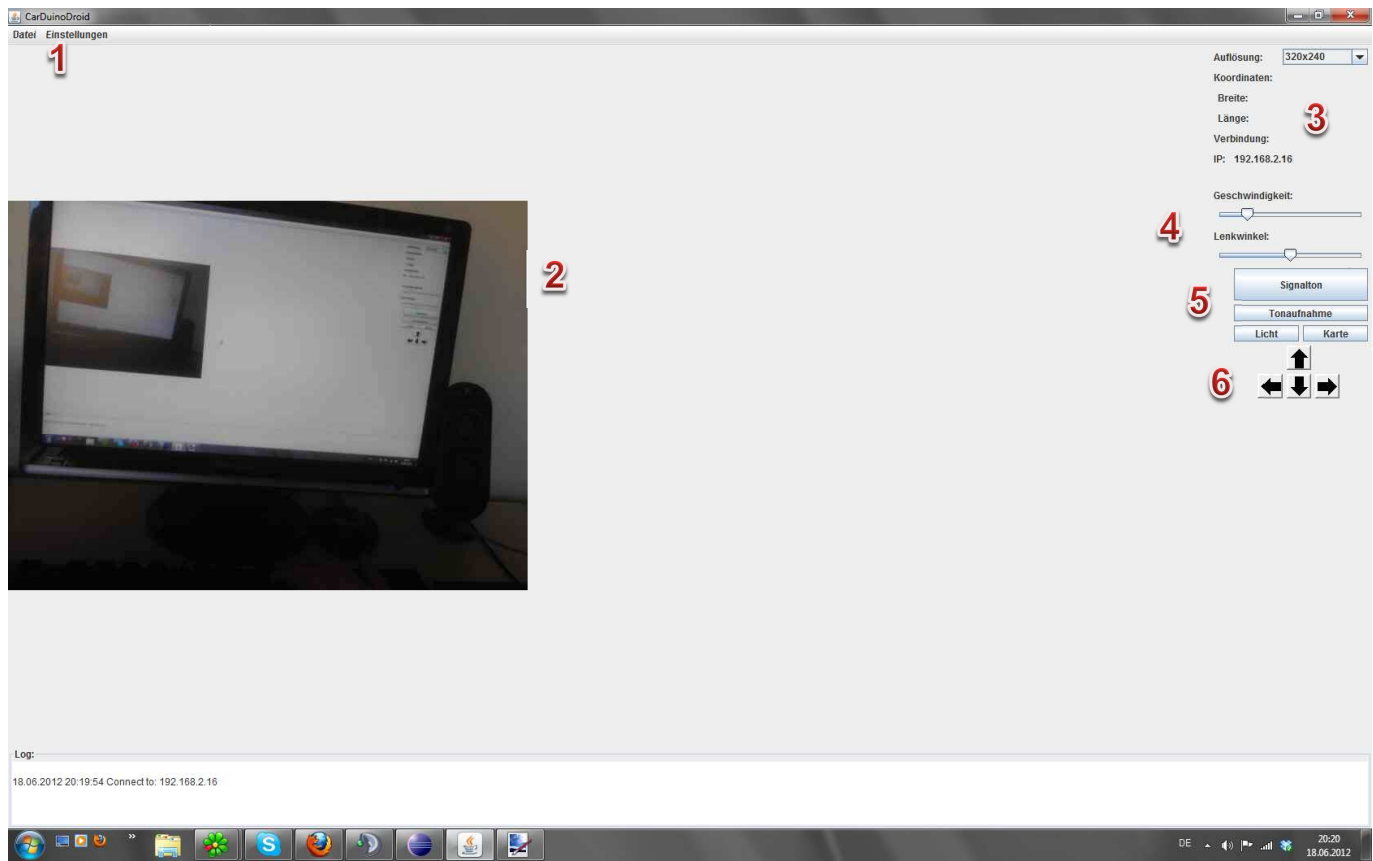 CarDuinoDroid
Datei Einstellungen
1
Auflösung: 320x240
Koordinaten:
Breite:
Länge:
3
Verbindung:
IP: 192.168.2.16
Geschwindigkeit:
4
Lenkwinkel:
2
Signalton
5
Tonaufnahme
Licht Karte
6
Log:
18.06.2012 20:19:54 Connect to: 192.168.2.16
DE
20:20
18.06.2012